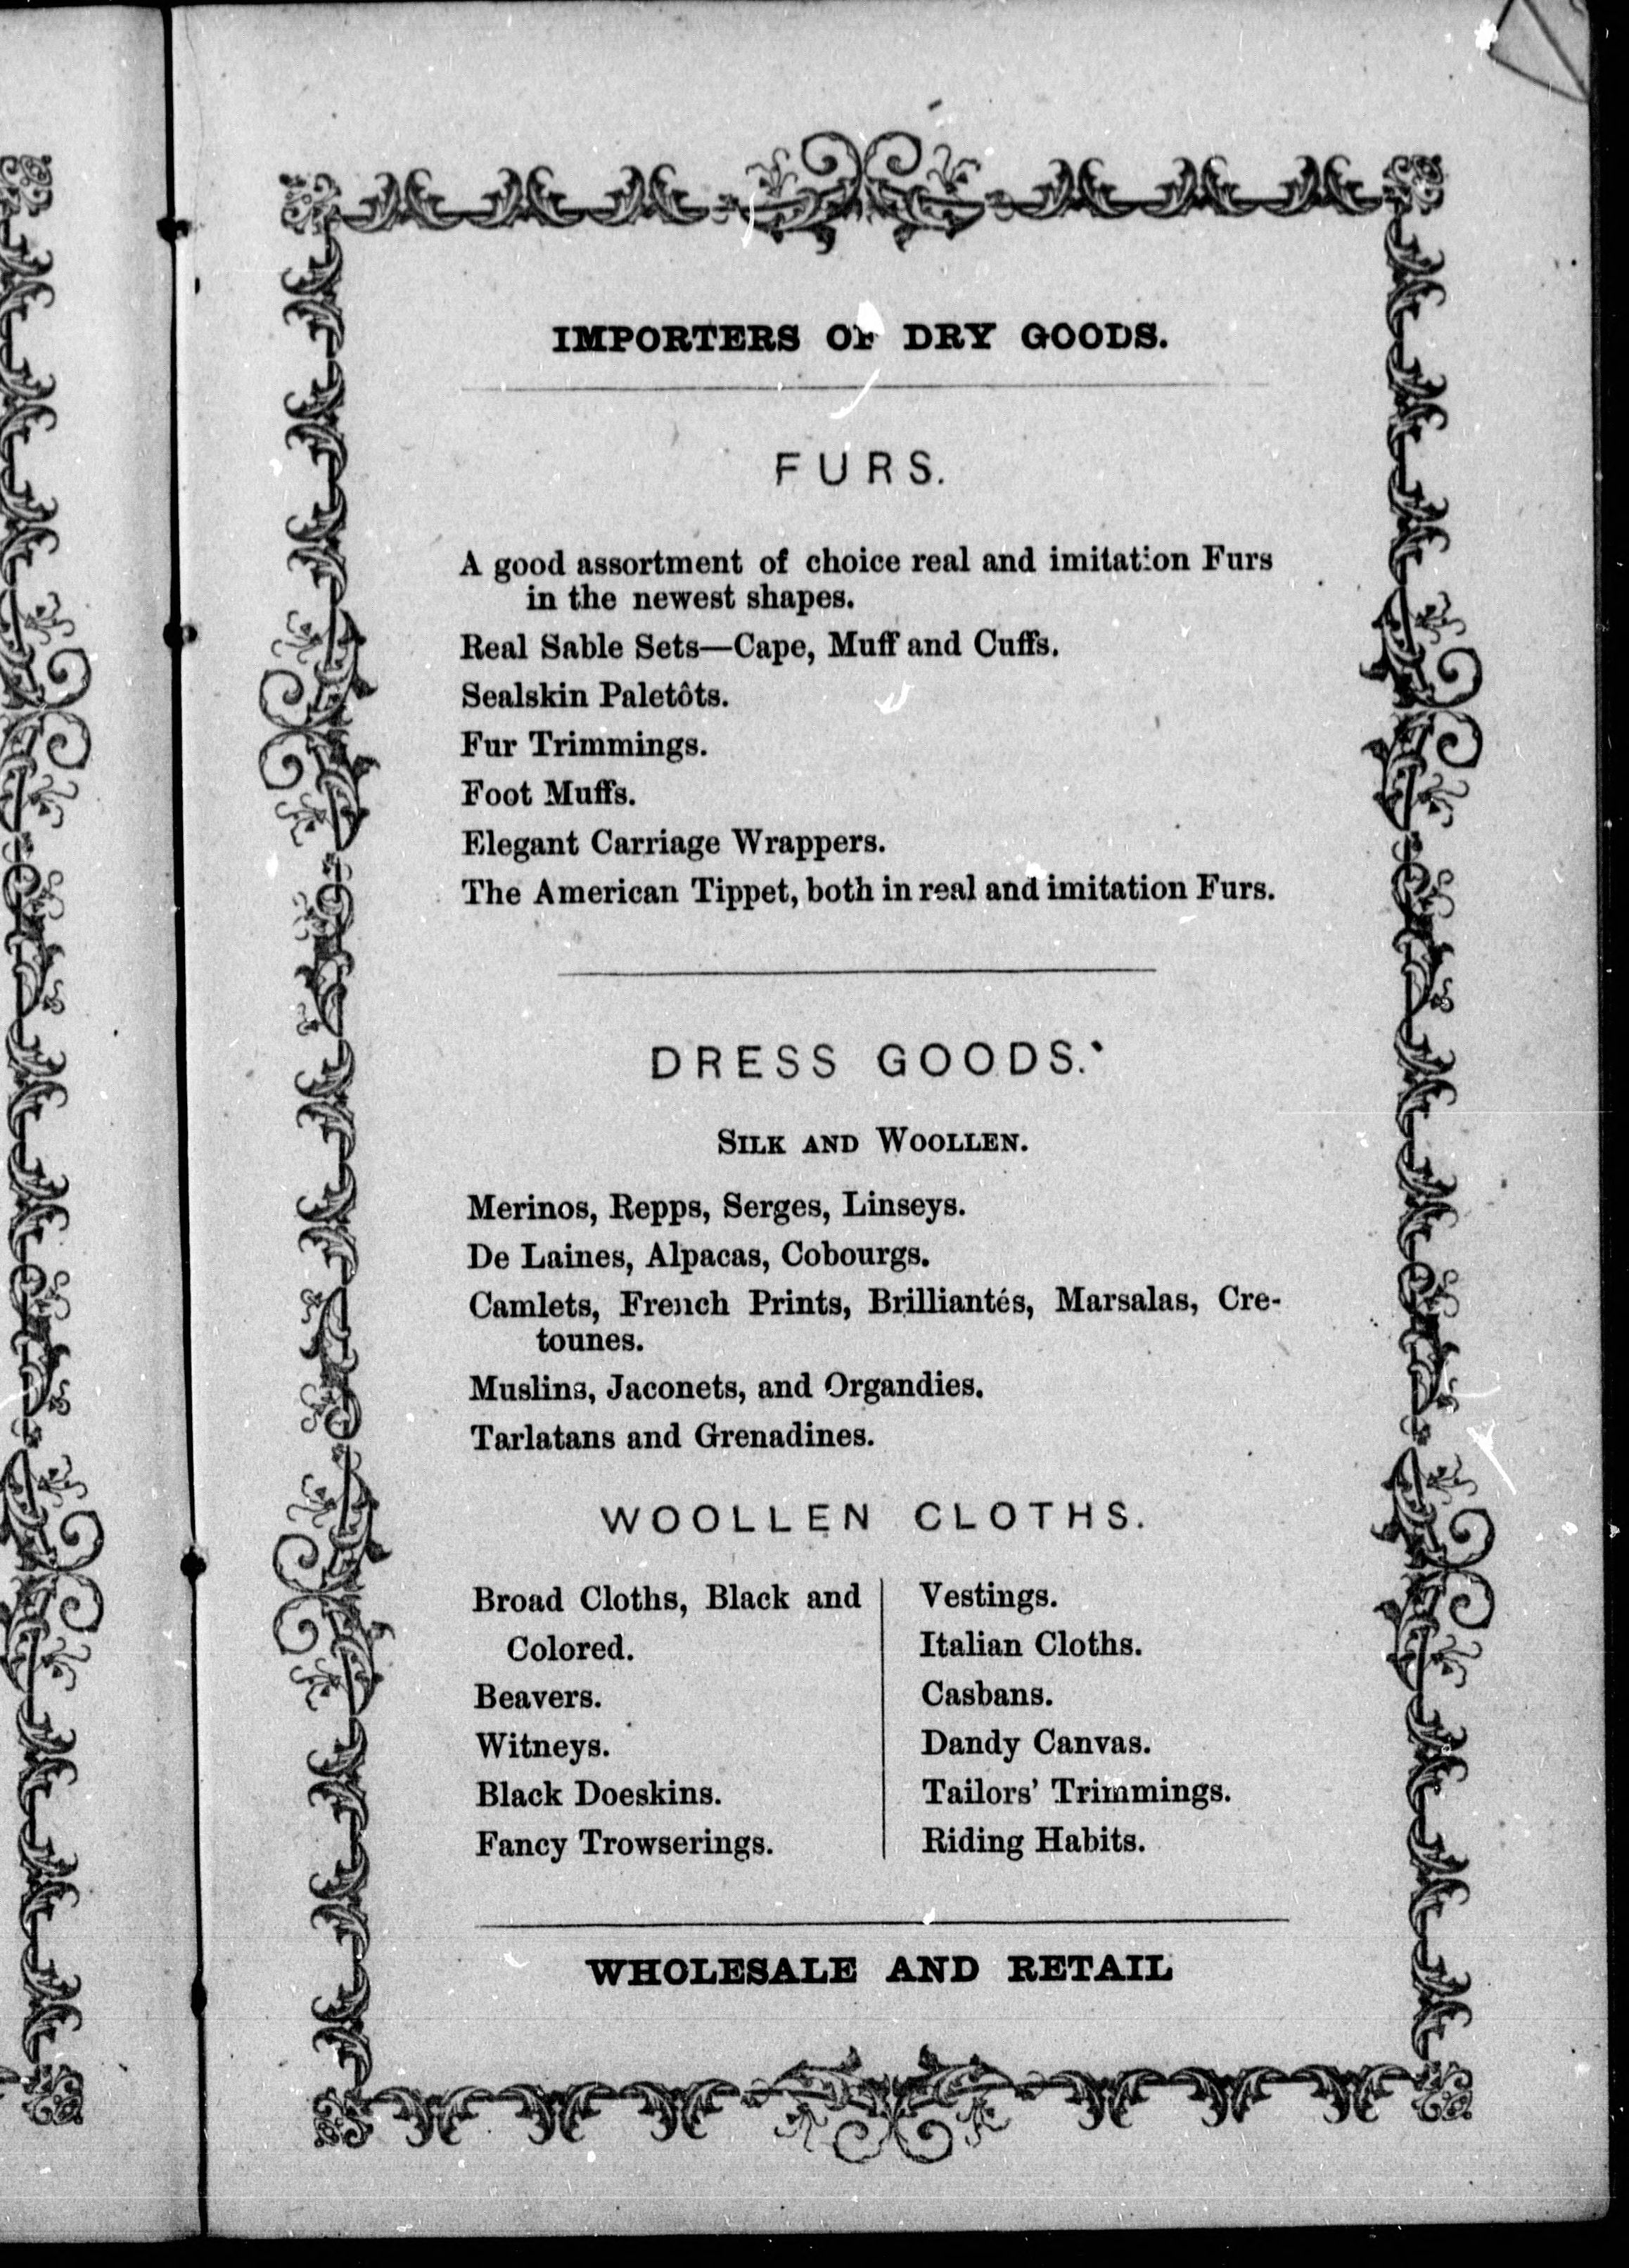 IMPORTERS OF DRY GOODS.
FURS.
A good assortment of choice real and imitation Furs
in the newest shapes.
Real Sable Sets—Cape, Muff and Cuffs.
Sealskin Paletôts.
Fur Trimmings.
Foot Muffs.
Elegant Carriage Wrappers.
The American Tippet, both in real and imitation Furs.
DRESS GOODS.
SILK AND WOOLLEN.
Merinos, Repps, Serges, Linseys.
De Laines, Alpacas, Cobourgs.
Camlets, French Prints, Brilliantés, Marsalas, Cre-
tounes.
Muslins, Jaconets, and Organdies.
Tarlatans and Grenadines.
WOOLLEN CLOTHS.
Broad Cloths, Black and
Colored.
Beavers.
Witneys.
Black Doeskins.
Fancy Trowserings.
Vestings.
Italian Cloths.
Casbans.
Dandy Canvas.
Tailors' Trimmings.
Riding Habits.
WHOLESALE AND RETAIL